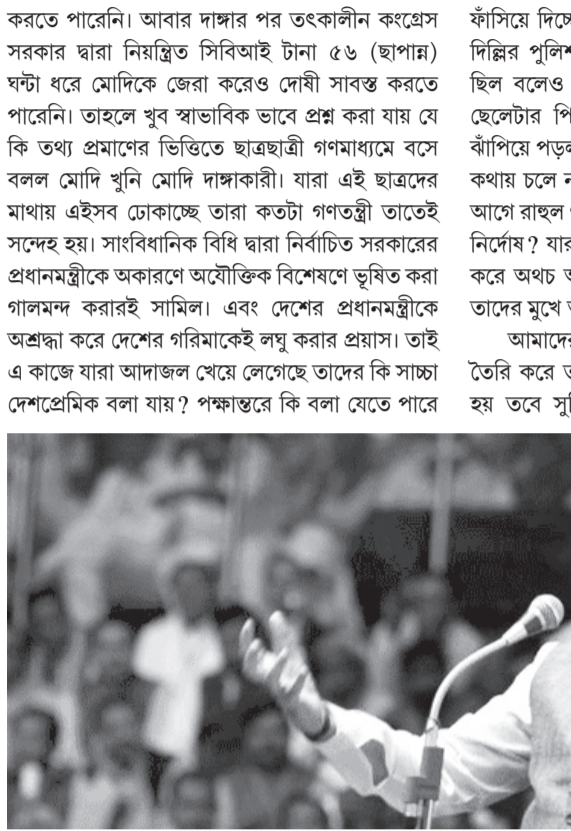 করতে পারেনি। আবার দাঙ্গার পর তৎকালীন কংগ্রেস
সরকার দ্বারা নিয়ন্ত্রিত সিবিআই টানা ৫৬ (ছাপান্ন)
ঘন্টা ধরে মোদিকে জেরা করেও দোষী সাবস্ত করতে
পারেনি। তাহলে খুব স্বাভাবিক ভাবে প্রশ্ন করা যায় যে
কি তথ্য প্রমাণের ভিত্তিতে ছাত্রছাত্রী গণমাধ্যমে বসে
বলল মোদি খুনি মোদি দাঙ্গাকারী। যারা এই ছাত্রদের
মাথায় এইসব ঢোকাচ্ছে তারা কতটা গণতন্ত্রী তাতেই
সন্দেহ হয়। সাংবিধানিক বিধি দ্বারা নির্বাচিত সরকারের
প্রধানমন্ত্রীকে অকারণে অযৌক্তিক বিশেষণে ভূষিত করা
গালমন্দ করারই সামিল। এবং দেশের প্রধানমন্ত্রীকে
অশ্রদ্ধা করে দেশের গরিমাকেই লঘু করার প্রয়াস। তাই
এ কাজে যারা আদাজল খেয়ে লেগেছে তাদের কি সাচ্চা
দেশপ্রেমিক বলা যায়? পক্ষান্তরে কি বলা যেতে পারে
ফাঁসিয়ে
দিল্লির পুলিশ
ছিল বলেও
ছেলেটার
ঝাঁপিয়ে
কথায় চলে
আগে রাহুল
নির্দোষ?
করে অথচ
তাদের মুখে
আমাদের
তৈরি করে
হয় তবে